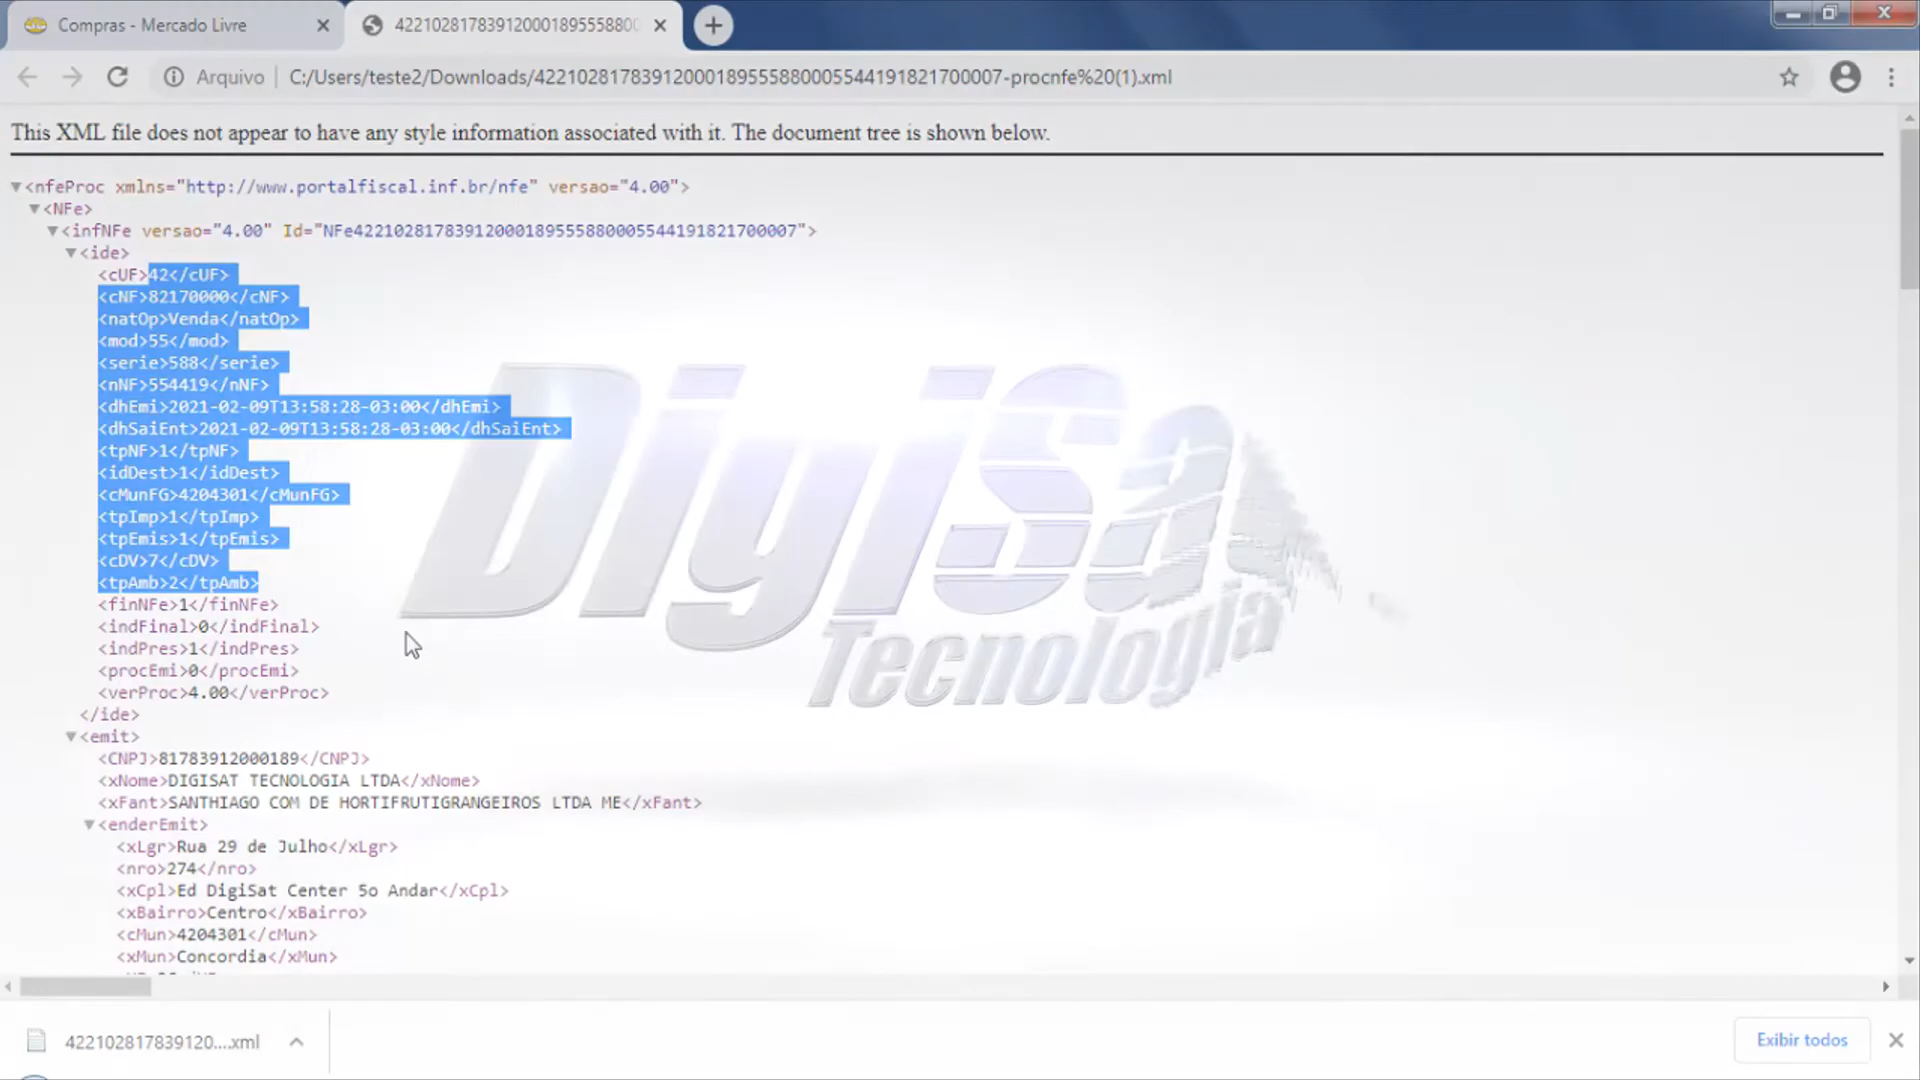 Compras - Mercado Livre
422102817839120001895558800
Arquivo | C:/Users/teste2/Downloads/42210281783912000189555880005544191821700007-procnfe%20(1).xml
This XML file does not appear to have any style information associated with it. The document tree is shown below.
<nfeProc xmlns="http://www.portalfiscal.inf.br/nfe" versao="4.00">
<NFe>
<infNFe versao="4.00" Id="NFe42210281783912000189555880005544191821700007">
<ide>
<cUF>42</cUF>
<cNF>82170000</cNF>
<natOp>Venda</natOp>
<mod>55</mod>
<serie>588</serie>
<nNF>554419</nNF>
<dhEmi>2021-02-09T13:58:28-03:00</dhEmi>
<dhSaiEnt>2021-02-09T13:58:28-03:00</dhSaiEnt>
<tpNF>1</tpNF>
<idDest>1</idDest>
<cMunFG>4204301</cMunFG>
<tpImp>1</tpImp>
<tpEmis>1</tpEmis>
<cDV>7</cDV>
<tpAmb>2</tpAmb>
<finNFe>1</finNFe>
<indFinal>0</indFinal>
<indPres>1</indPres>
<procEmi>0</procEmi>
<verProc>4.00</verProc>
</ide>
<emit>
<CNPJ>81783912000189</CNPJ>
<xNome>DIGISAT TECNOLOGIA LTDA</xNome>
<xFant>SANTHIAGO COM DE HORTIFRUTIGRANGEIROS LTDA ME</xFant>
<enderEmit>
<xLgr>Rua 29 de Julho</xLgr>
<nro>274</nro>
<xCpl>Ed DigiSat Center 5o Andar</xCpl>
<xBairro>Centro</xBairro>
<cMun>4204301</cMun>
<xMun>Concordia</xMun>
DigiSat
Tecnologia
422102817839120....xml
Exibir todos